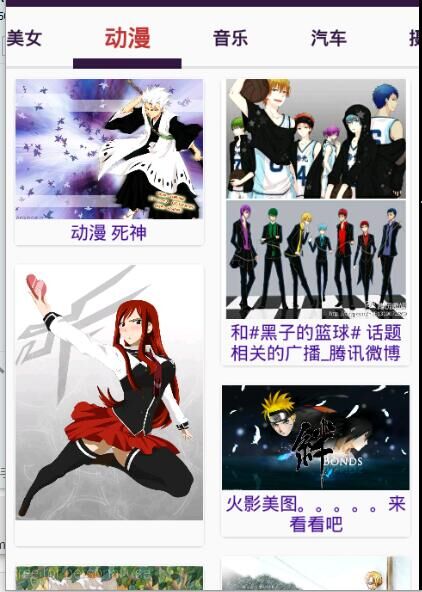 美女 动漫 音乐 汽车
动漫 死神
和#黑子的篮球# 话题
相关的广播_腾讯微博
絆
BONDS
火影美图。。。。。来
看看吧